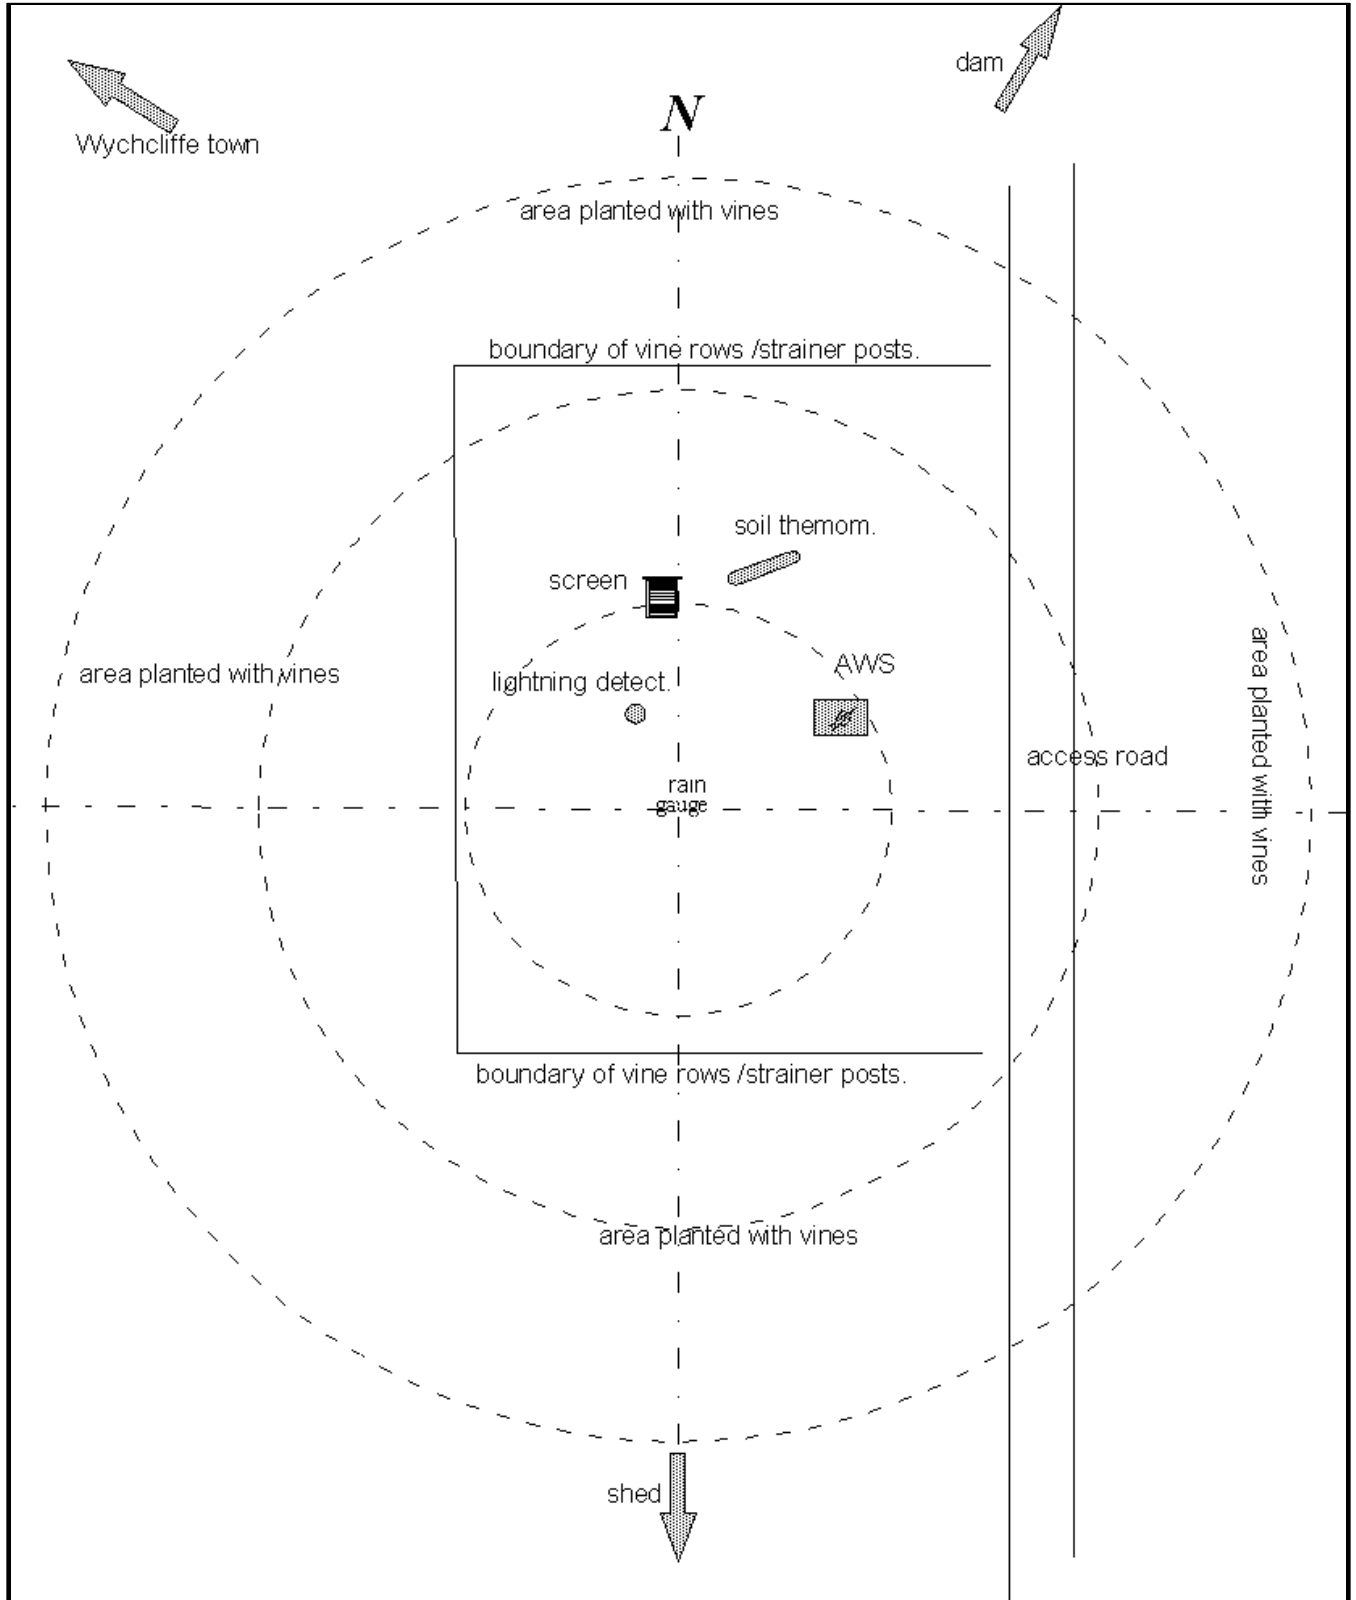 dam
N
Wychcliffe town
area planted with vines
boundary of vine rows /strainer posts.
soil themom.
screen
AWS
area planted with vines
lightning detect.
access road
area planted with vines
rain
gauge
boundary of vine rows /strainer posts.
area planted with vines
shed